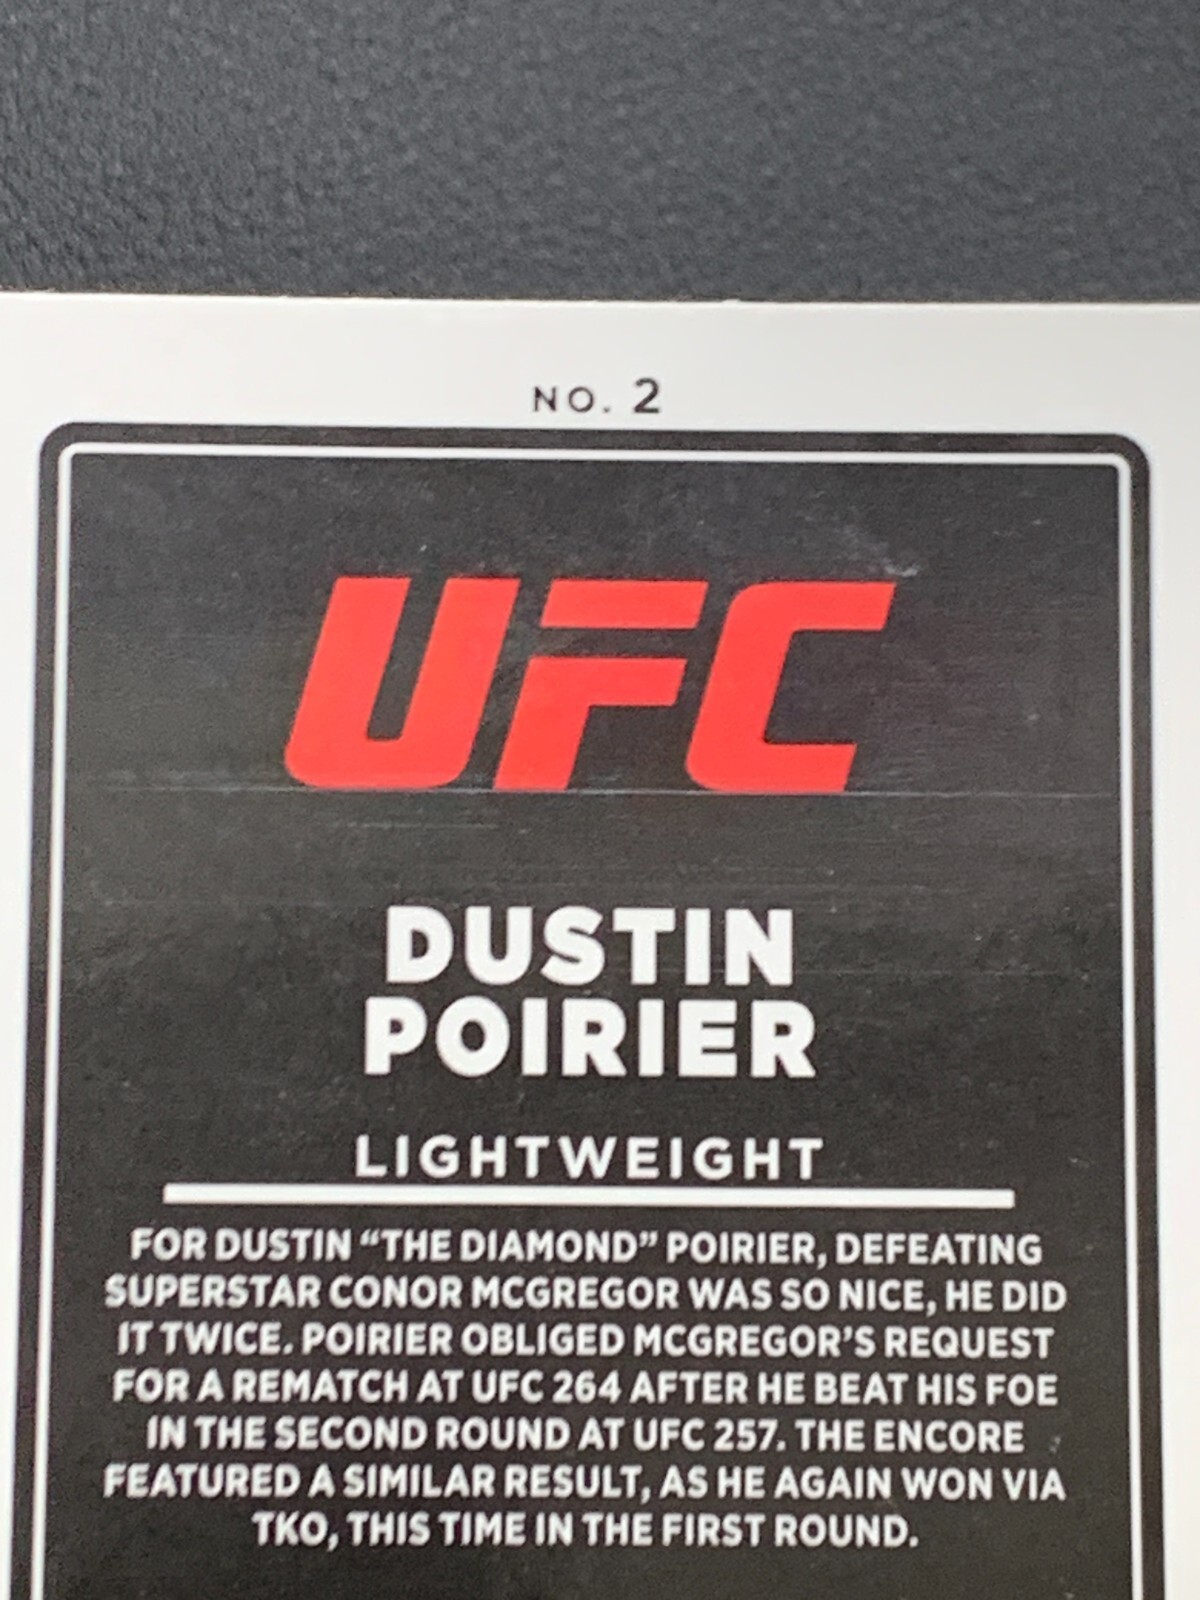 NO. 2
UFC
DUSTIN
POIRIER
LIGHTWEIGHT
FOR DUSTIN “THE DIAMOND” POIRIER, DEFEATING
SUPERSTAR CONOR MCGREGOR WAS SO NICE, HE DID
IT TWICE. POIRIER OBLIGED MCGREGOR’S REQUEST
FOR A REMATCH AT UFC 264 AFTER HE BEAT HIS FOE
IN THE SECOND ROUND AT UFC 257. THE ENCORE
FEATURED A SIMILAR RESULT, AS HE AGAIN WON VIA
TKO, THIS TIME IN THE FIRST ROUND.